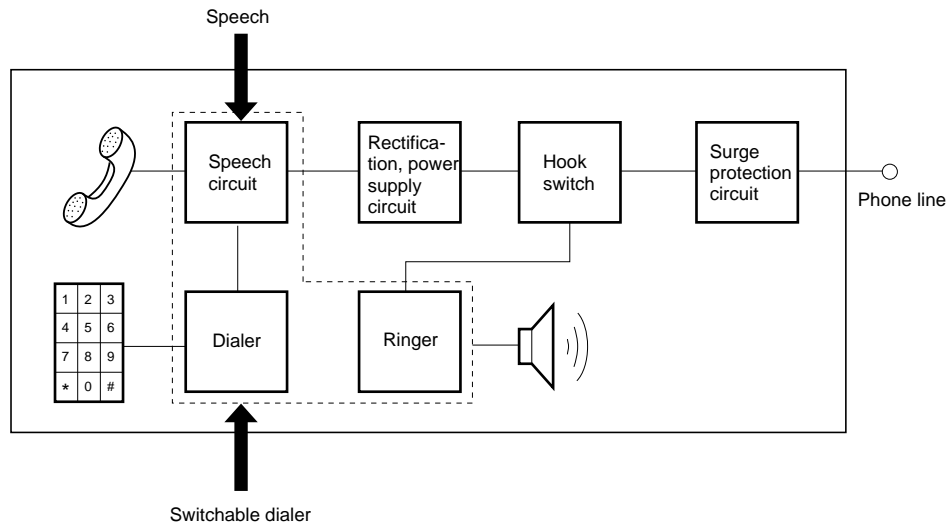 Speech
Speech
circuit
Rectifica-
tion, power
supply
circuit
Hook
switch
Surge
protection
circuit
Phone line
1 2 3
4 5 6
7 8 9
* 0 #
Dialer
Ringer
Switchable dialer